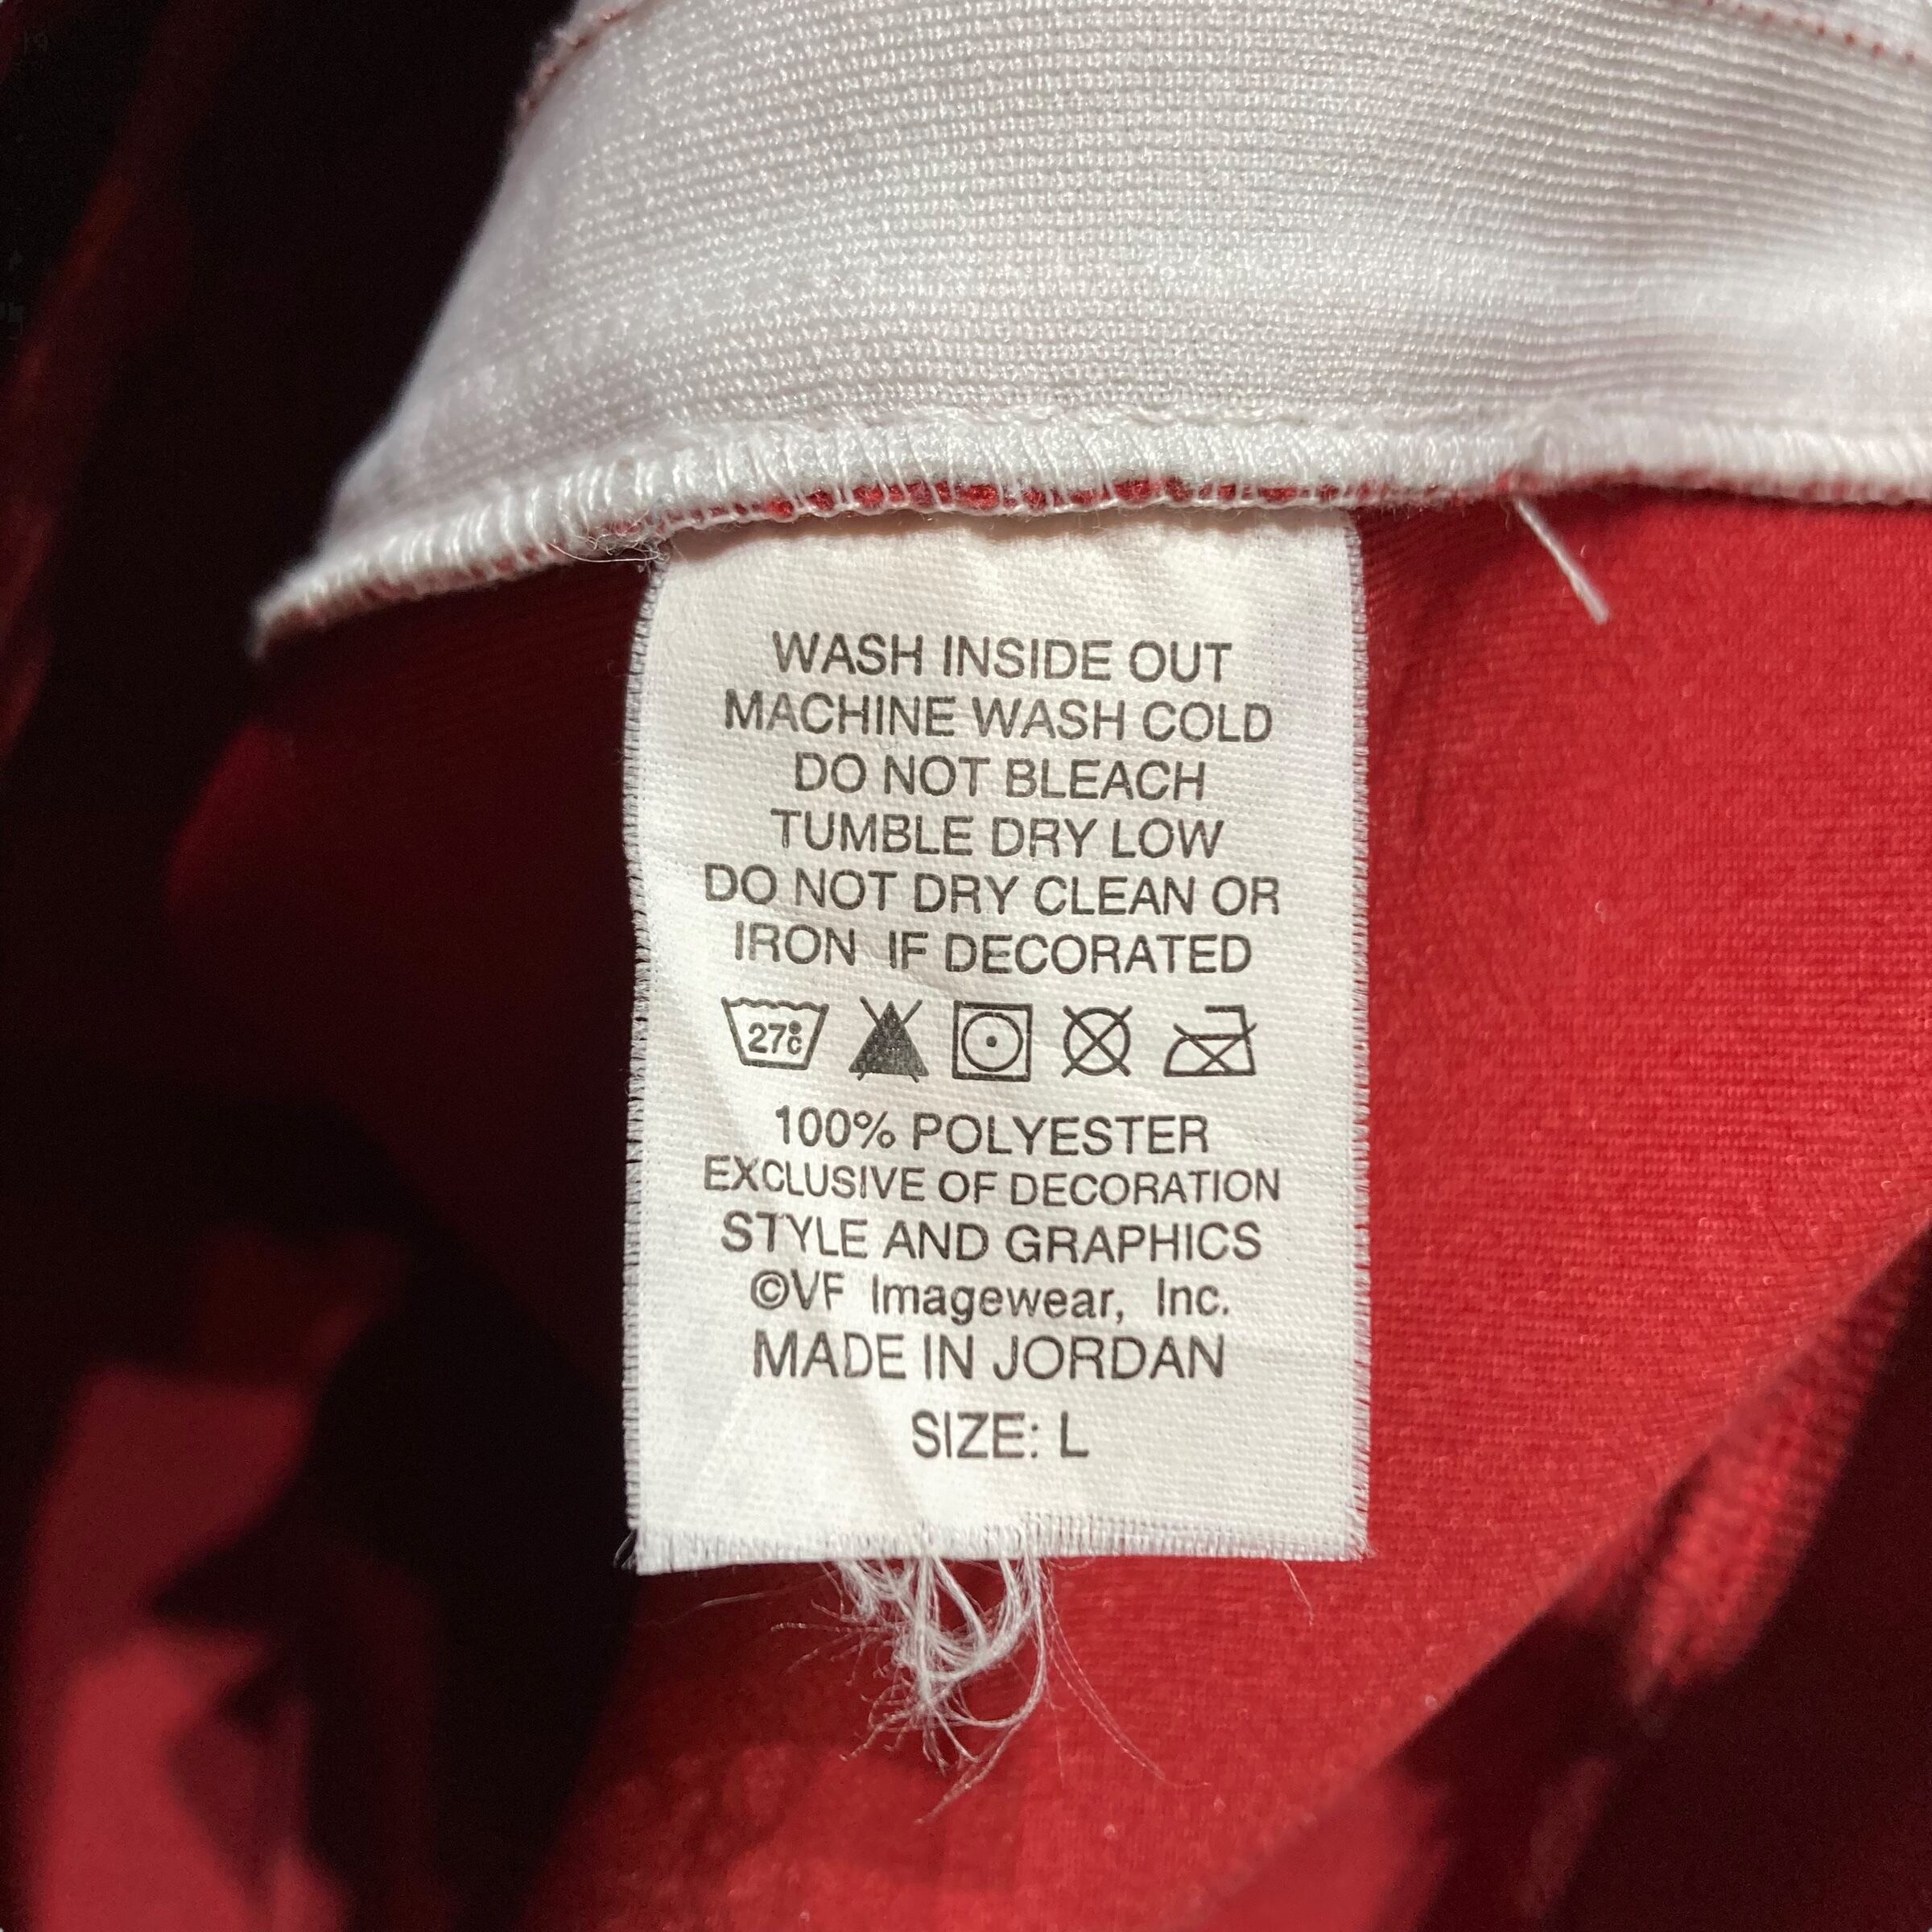 WASH INSIDE OUT
MACHINE WASH COLD
DO NOT BLEACH
TUMBLE DRY LOW
DO NOT DRY CLEAN OR
IRON IF DECORATED
27°C
100% POLYESTER
EXCLUSIVE OF DECORATION
STYLE AND GRAPHICS
©VF Imagewear, Inc.
MADE IN JORDAN
SIZE: L